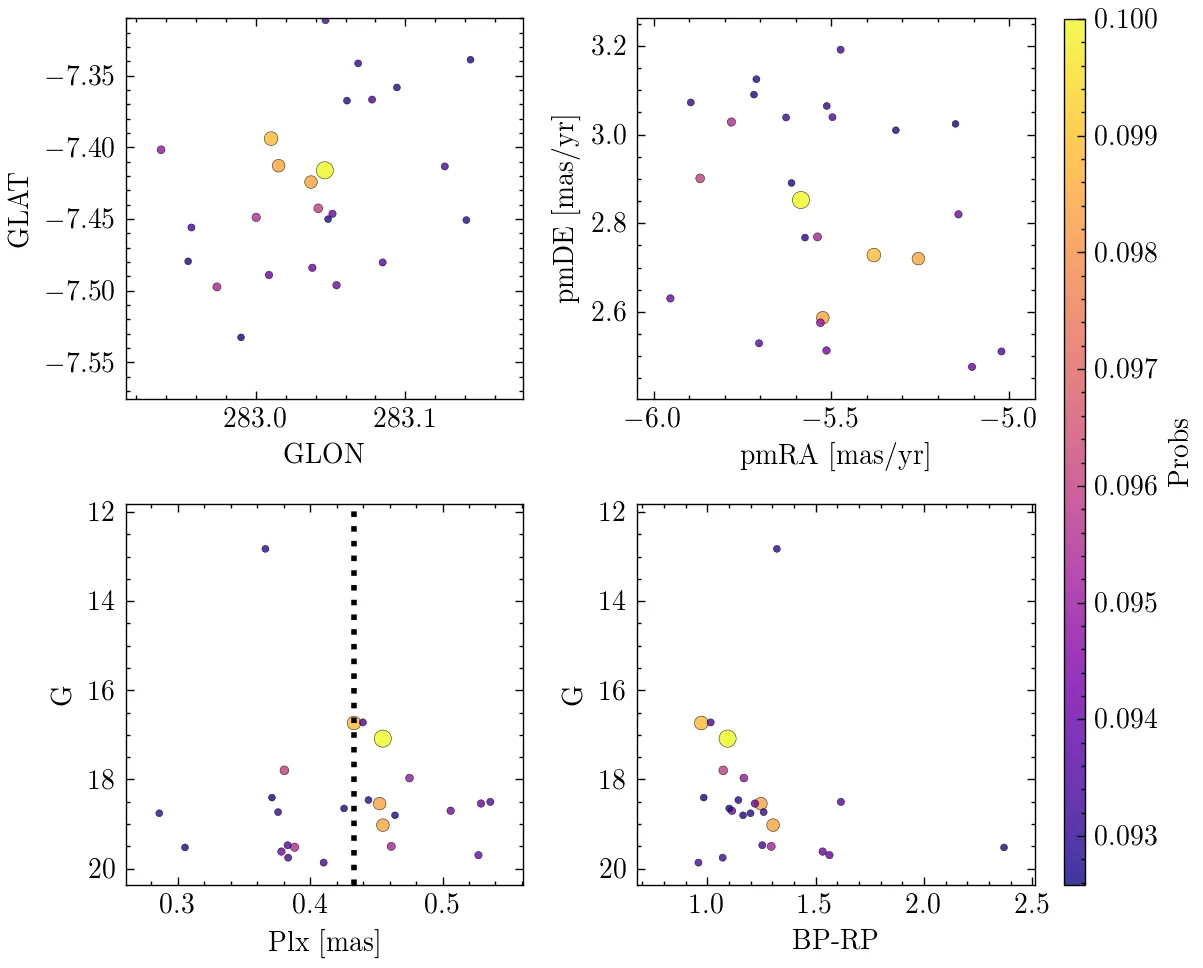 −7.35
−7.40
−7.45
−7.50
−7.55
GLAT
283.0 283.1
GLON
3.2
3.0
2.8
2.6
pmDE [mas/yr]
−6.0 −5.5 −5.0
pmRA [mas/yr]
12
14
16
18
20
G
0.3 0.4 0.5
Plx [mas]
12
14
16
18
20
G
1.0 1.5 2.0 2.5
BP-RP
0.100
0.099
0.098
0.097
0.096
0.095
0.094
0.093
Probs